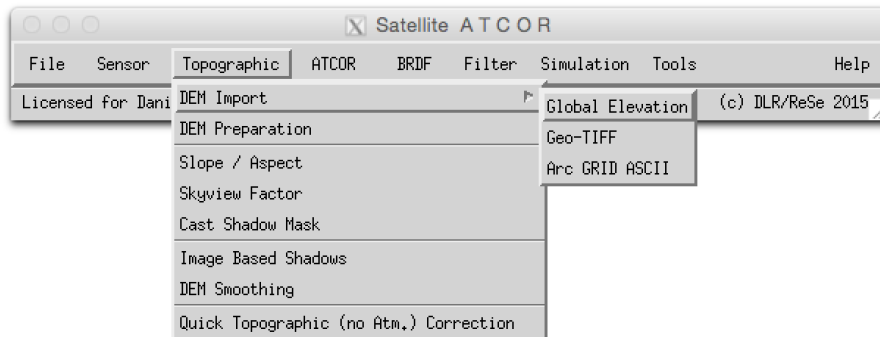 Satellite A T C O R
File Sensor Topographic ATCOR BRDF Filter Simulation Tools Help
Licensed for Dani (c) DLR/ReSe 2015
DEM Import
Global Elevation
Geo-TIFF
Arc GRID ASCII
DEM Preparation
Slope / Aspect
Skyview Factor
Cast Shadow Mask
Image Based Shadows
DEM Smoothing
Quick Topographic (no Atm.) Correction